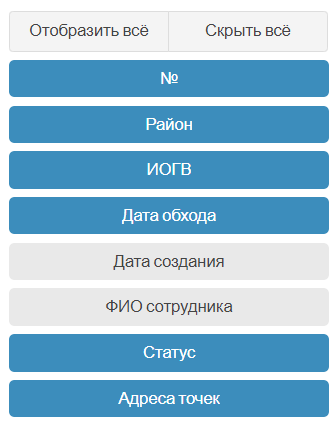 Отобразить всё Скрыть всё
№
Район
ИОГВ
Дата обхода
Дата создания
ФИО сотрудника
Статус
Адреса точек